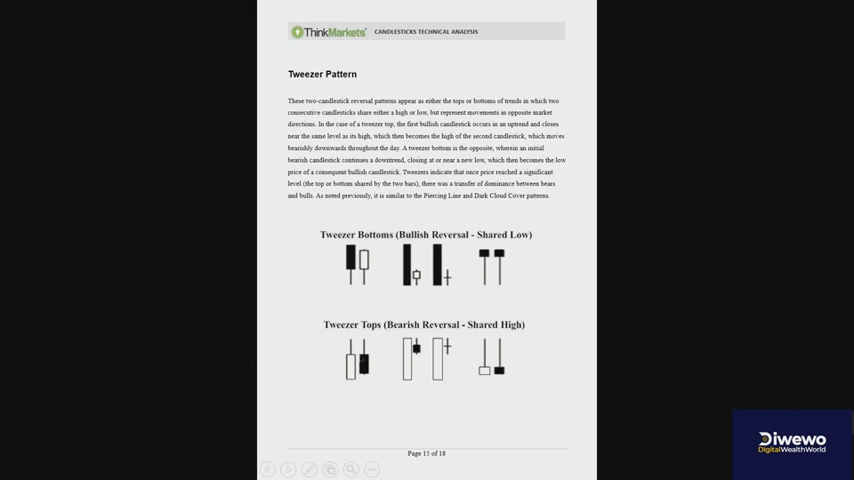 ThinkMarkets CANDLESTICKS TECHNICAL ANALYSIS
Tweezer Pattern
These two-candlestick reversal patterns appear as either the tops or bottoms of trends in which two
consecutive candlesticks share either a high or low, but represent movements in opposite market
directions. In the case of a tweezer top, the first bullish candlestick occurs in an uptrend and closes
near the same level as its high, which then becomes the high of the second candlestick, which moves
bearishly downwards throughout the day. A tweezer bottom is the opposite, wherein an initial
bearish candlestick continues a downtrend, closing at or near a new low, which then becomes the low
price of a consequent bullish candlestick. Tweezers indicate that once price reached a significant
level (the top or bottom shared by the two bars), there was a transfer of dominance between bears
and bulls. As noted previously, it is similar to the Piercing Line and Dark Cloud Cover patterns.
Tweezer Bottoms (Bullish Reversal - Shared Low)
Tweezer Tops (Bearish Reversal - Shared High)
Page 15 of 18
Diwewo
DigitalWealthWorld